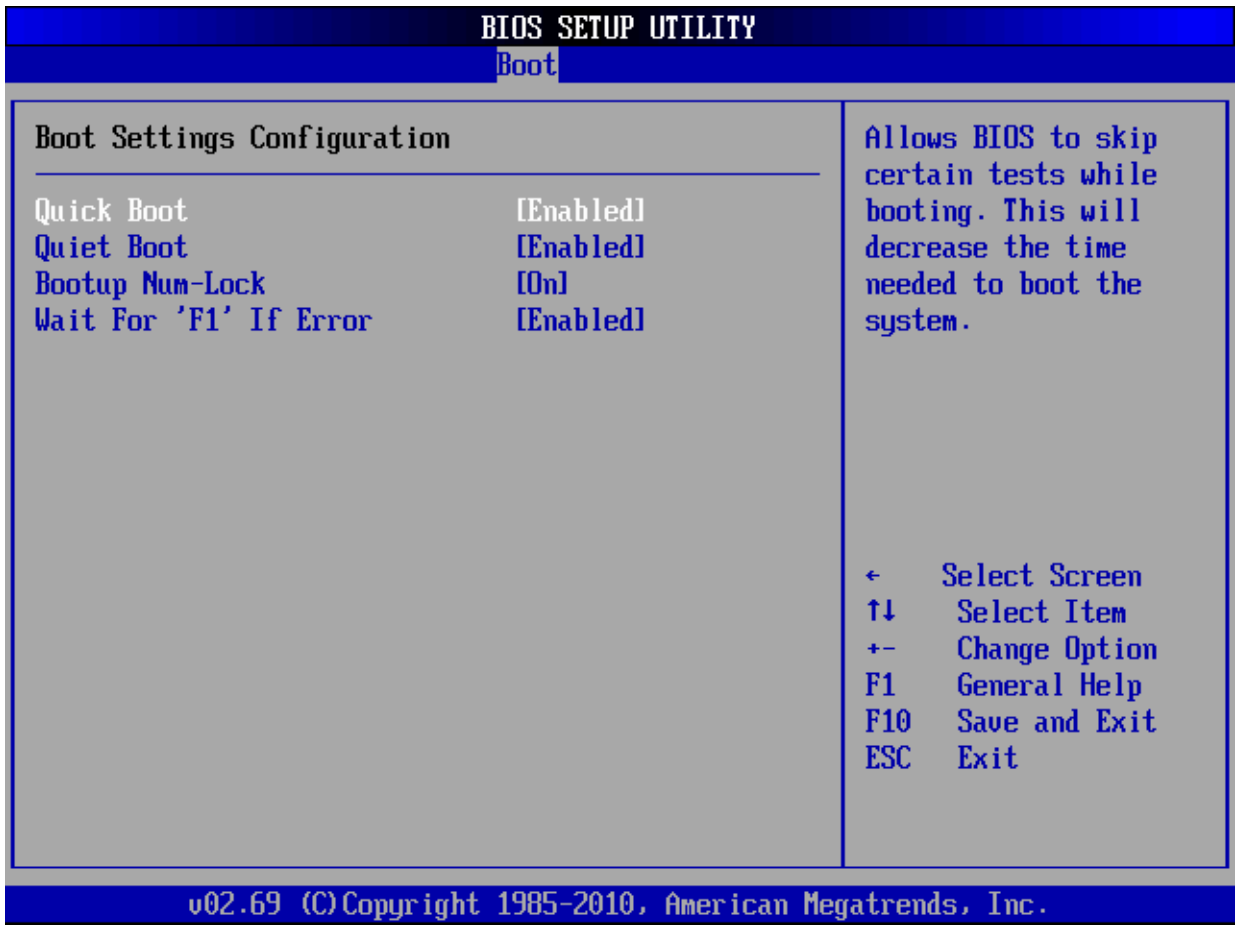 BIOS SETUP UTILITY
Boot
Boot Settings Configuration
Quick Boot [Enabled]
Quiet Boot [Enabled]
Bootup Num-Lock [On]
Wait For 'F1' If Error [Enabled]
Allows BIOS to skip
certain tests while
booting. This will
decrease the time
needed to boot the
system.
← Select Screen
↑↓ Select Item
+- Change Option
F1 General Help
F10 Save and Exit
ESC Exit
v02.69 (C)Copyright 1985-2010, American Megatrends, Inc.